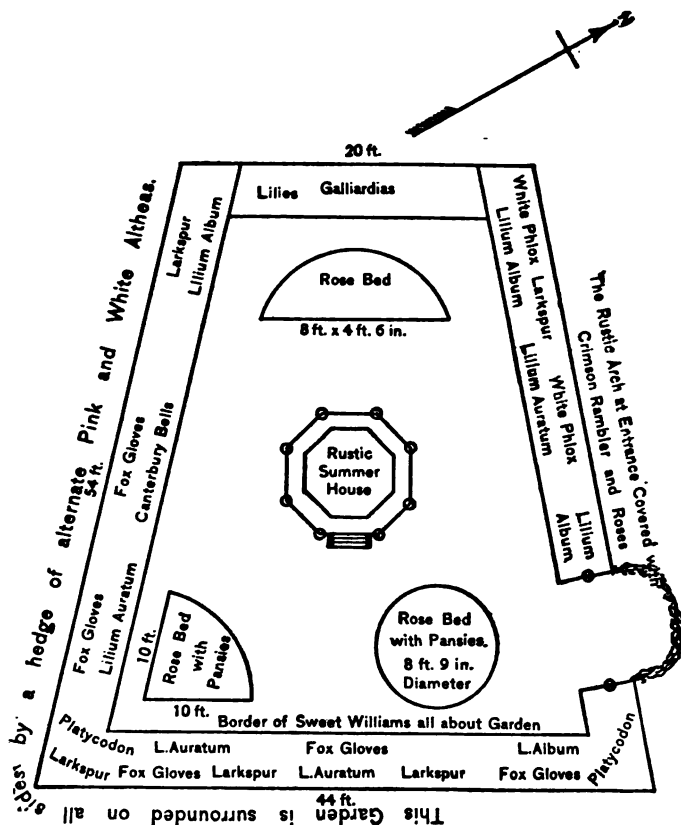 N
20 ft.
Lilies Galliardias
Larkspur
Lilium Album
White Phlox Larkspur White Phlox
Lilium Album Lilium Auratum
Lilium
Album
Rose Bed
8 ft. x 4 ft. 6 in.
The Rustic Arch at Entrance Covered with
Crimson Rambler and Roses
Rustic
Summer
House
54 ft.
Fox Gloves
Canterbury Bells
Fox Gloves
Lilium Auratum
10 ft.
Rose Bed
with
Pansies
10 ft.
Rose Bed
with Pansies.
8 ft. 9 in.
Diameter
Border of Sweet Williams all about Garden
Platycodon L.Auratum Fox Gloves L.Album Platycodon
Larkspur Fox Gloves Larkspur L.Auratum Larkspur Fox Gloves
44 ft.
This Garden is surrounded on all
sides by a hedge of alternate Pink and White Altheas.